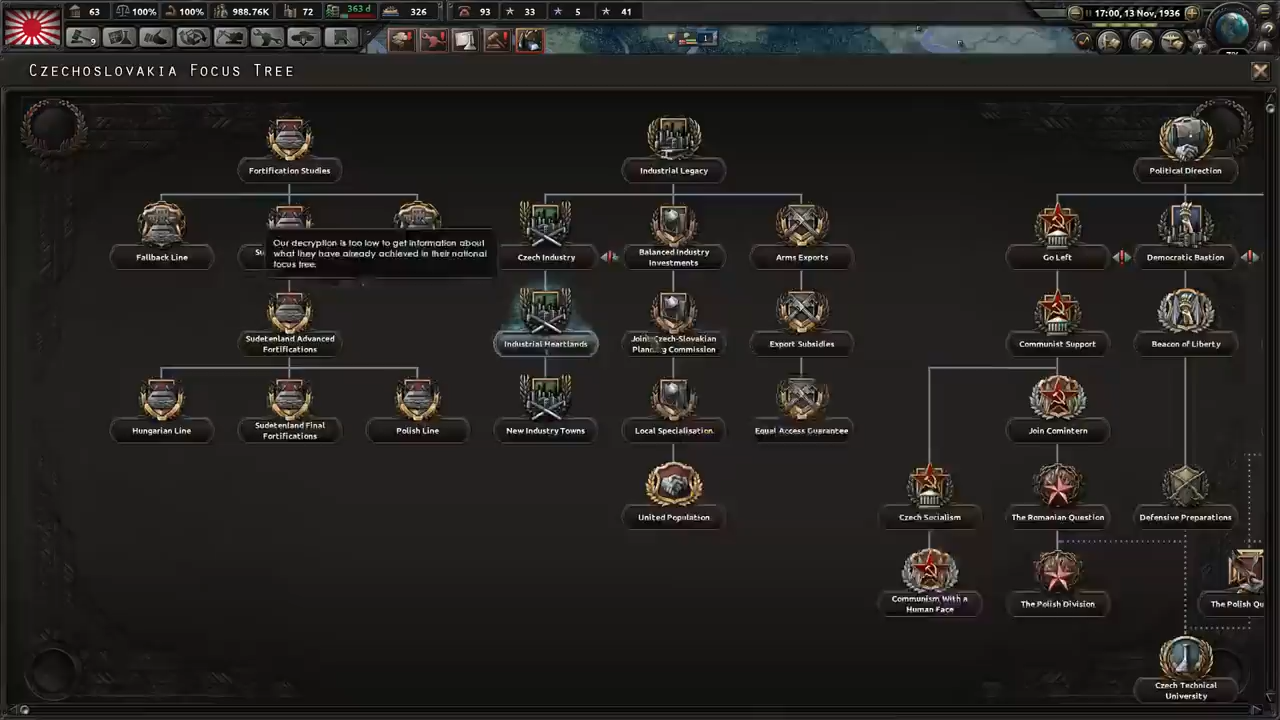 63 100% 100% 988.76K 72 363 d 326 93 33 5 41 17:00, 13 Nov, 1936
9 1
Czechoslovakia Focus Tree
Fortification Studies
Industrial Legacy
Political Direction
Fallback Line
Su
Czech Industry
Balanced Industry
Investments
Arms Exports
Go Left
Democratic Bastion
Our decryption is too low to get information about
what they have already achieved in their national
focus tree.
Sudetenland Advanced
Fortifications
Industrial Heartlands
Joint Czech-Slovakian
Planning Commission
Export Subsidies
Communist Support
Beacon of Liberty
Hungarian Line
Sudetenland Final
Fortifications
Polish Line
New Industry Towns
Local Specialisation
Equal Access Guarantee
Join Comintern
United Population
Czech Socialism
The Romanian Question
Defensive Preparations
Communism With a
Human Face
The Polish Division
The Polish Qu
Czech Technical
University